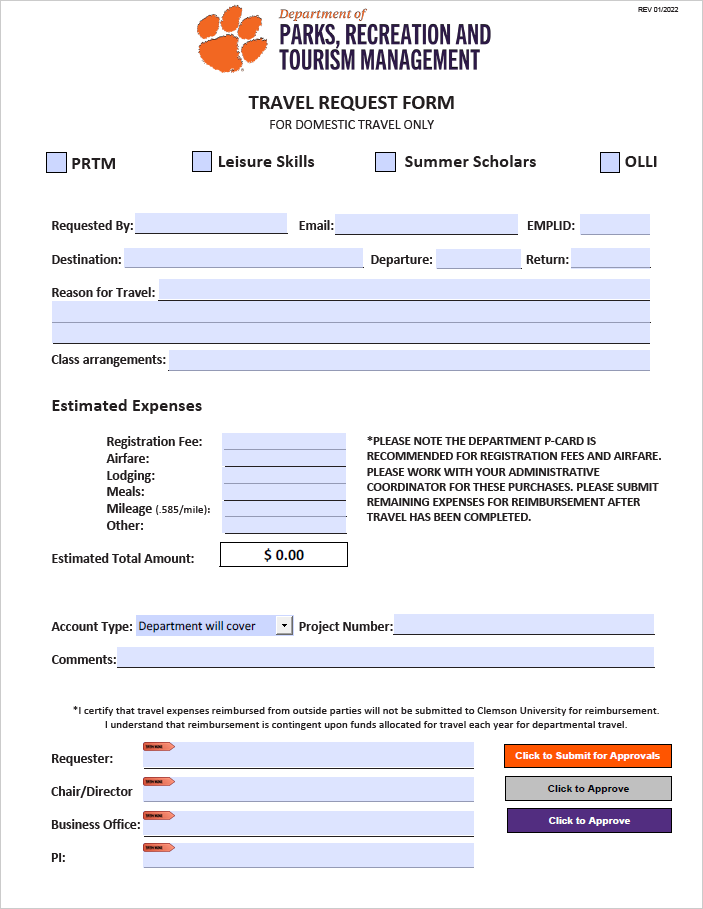 REV 01/2022
Department of
PARKS, RECREATION AND
TOURISM MANAGEMENT
TRAVEL REQUEST FORM
FOR DOMESTIC TRAVEL ONLY
PRTM Leisure Skills Summer Scholars OLLI
Requested By: Email: EMPLID:
Destination: Departure: Return:
Reason for Travel:
Class arrangements:
Estimated Expenses
Registration Fee:
Airfare:
Lodging:
Meals:
Mileage (.585/mile):
Other:
*PLEASE NOTE THE DEPARTMENT P-CARD IS
RECOMMENDED FOR REGISTRATION FEES AND AIRFARE.
PLEASE WORK WITH YOUR ADMINISTRATIVE
COORDINATOR FOR THESE PURCHASES. PLEASE SUBMIT
REMAINING EXPENSES FOR REIMBURSEMENT AFTER
TRAVEL HAS BEEN COMPLETED.
Estimated Total Amount: $ 0.00
Account Type: Department will cover Project Number:
Comments:
*I certify that travel expenses reimbursed from outside parties will not be submitted to Clemson University for reimbursement.
I understand that reimbursement is contingent upon funds allocated for travel each year for departmental travel.
Requester: Click to Submit for Approvals
Chair/Director Click to Approve
Business Office: Click to Approve
PI: